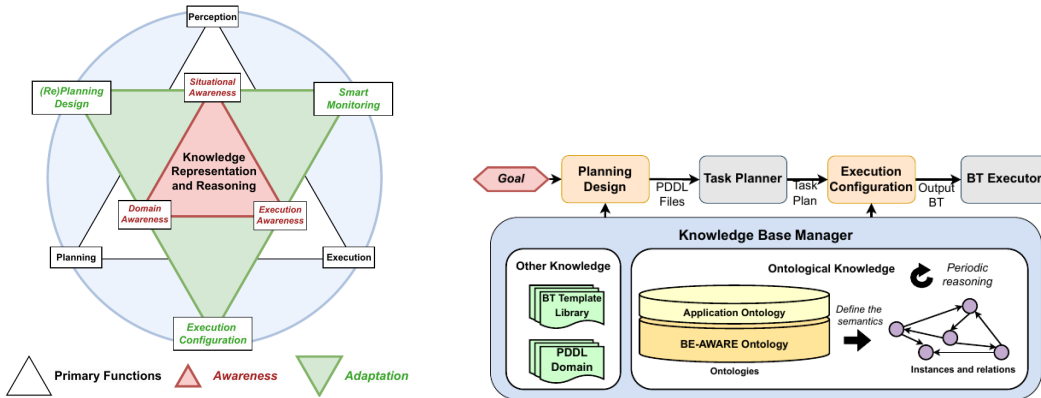 Perception
(Re)Planning
Design
Situational
Awareness
Smart
Monitoring
Knowledge
Representation
and Reasoning
Domain
Awareness
Execution
Awareness
Planning
Execution
Execution
Configuration
Primary Functions
Awareness
Adaptation
Goal
Planning
Design
PDDL
Files
Task Planner
Task
Plan
Execution
Configuration
Output
BT
BT Executor
Knowledge Base Manager
Other Knowledge
BT Template
Library
PDDL
Domain
Ontological Knowledge
Periodic
reasoning
Application Ontology
BE-AWARE Ontology
Ontologies
Define the
semantics
Instances and relations